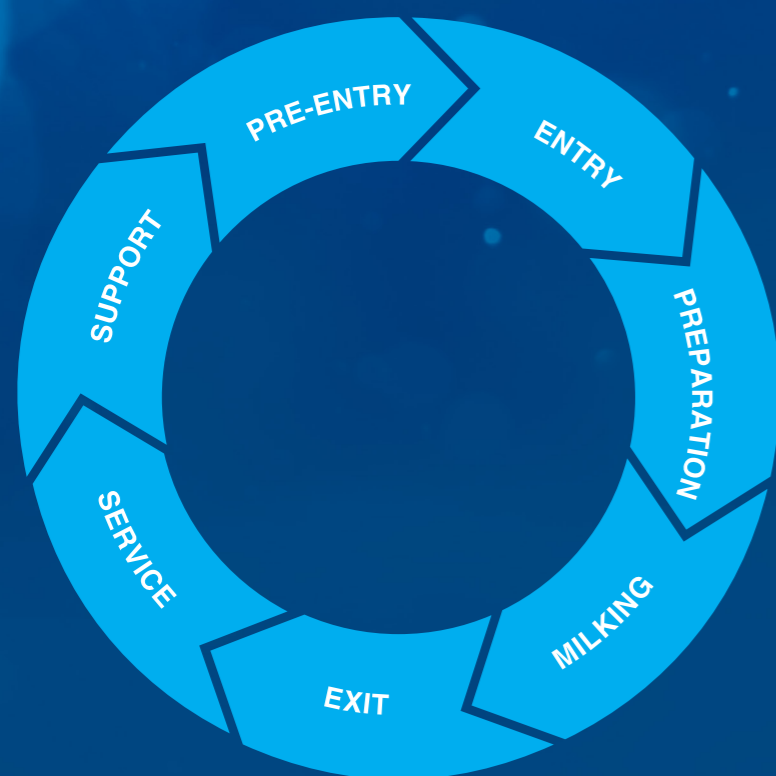 PRE-ENTRY
ENTRY
PREPARATION
MILKING
EXIT
SERVICE
SUPPORT